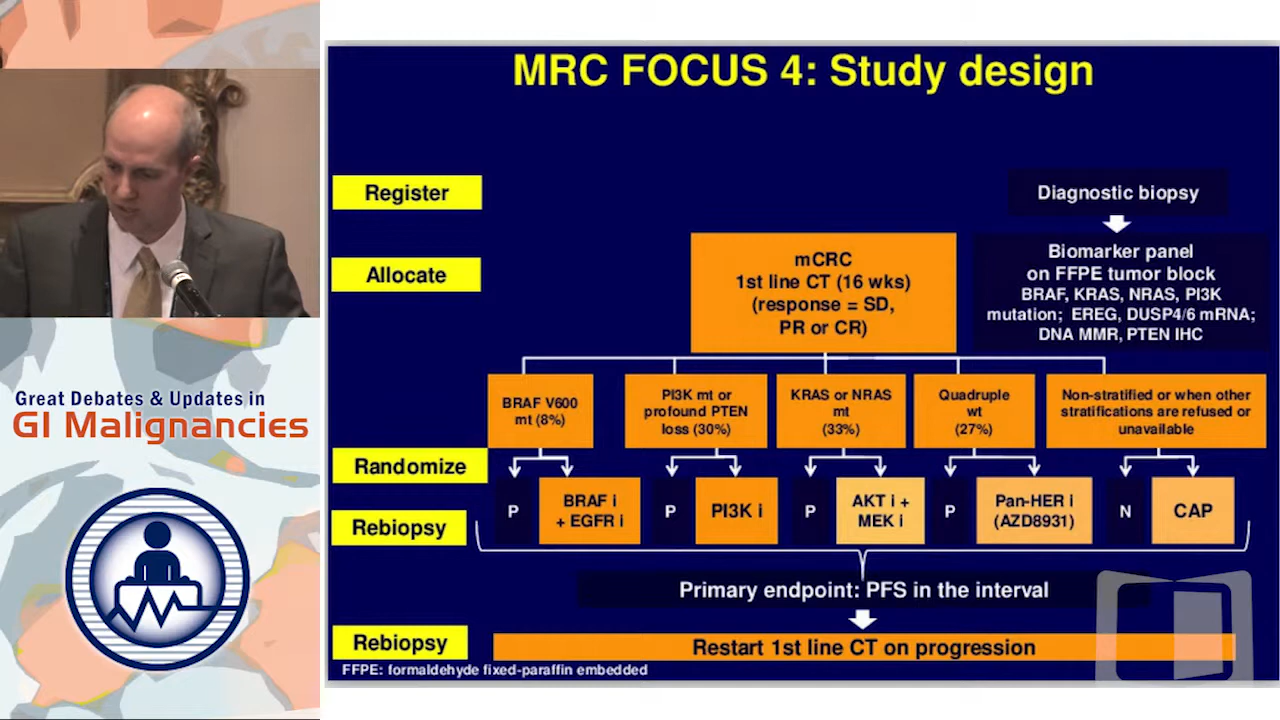 MRC FOCUS 4: Study design
Register
Diagnostic biopsy
Allocate
mCRC
1st line CT (16 wks)
(response = SD,
PR or CR)
Biomarker panel
on FFPE tumor block
BRAF, KRAS, NRAS, PI3K
mutation; EREG, DUSP4/6 mRNA;
DNA MMR, PTEN IHC
BRAF V600
mt (8%)
PI3K mt or
profound PTEN
loss (30%)
KRAS or NRAS
mt
(33%)
Quadruple
wt
(27%)
Non-stratified or when other
stratifications are refused or
unavailable
Randomize
P
BRAF i
+ EGFR i
P
PI3K i
P
AKT i +
MEK i
P
Pan-HER i
(AZD8931)
N
CAP
Rebiopsy
Primary endpoint: PFS in the interval
Rebiopsy
Restart 1st line CT on progression
FFPE: formaldehyde fixed-paraffin embedded
Great Debates & Updates in
GI Malignancies